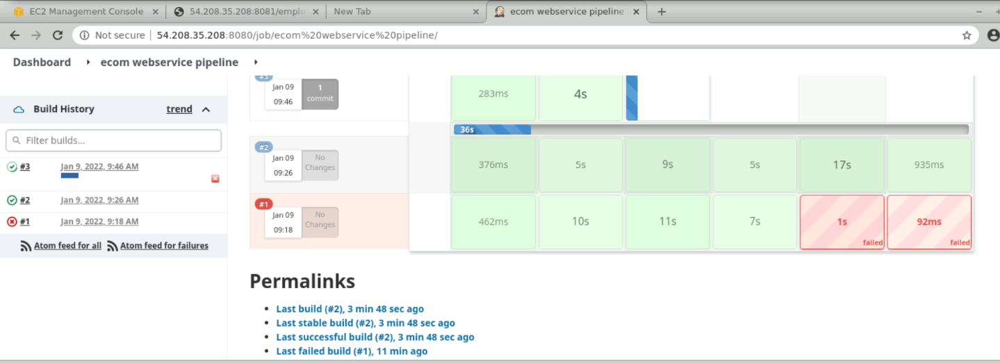 EC2 Management Console
54.208.35.208:8081/emplo
New Tab
ecom webservice pipeline
Not secure
54.208.35.208:8080/job/ecom%20webservice%20pipeline/
Dashboard
ecom webservice pipeline
Build History
trend
Filter builds...
#3 Jan 9, 2022, 9:46 AM
#2 Jan 9, 2022, 9:26 AM
#1 Jan 9, 2022, 9:18 AM
Atom feed for all
Atom feed for failures
#3
Jan 09
09:46
1
commit
283ms
4s
36s
#2
Jan 09
09:26
No
Changes
376ms
5s
9s
5s
17s
935ms
#1
Jan 09
09:18
No
Changes
462ms
10s
11s
7s
1s
failed
92ms
failed
Permalinks
Last build (#2), 3 min 48 sec ago
Last stable build (#2), 3 min 48 sec ago
Last successful build (#2), 3 min 48 sec ago
Last failed build (#1), 11 min ago